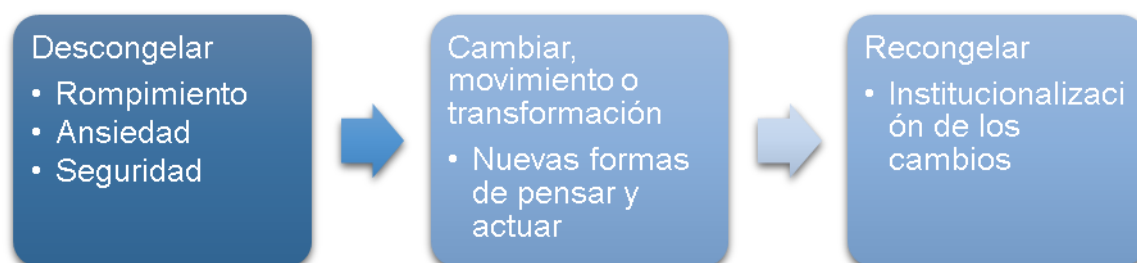 Descongelar
• Rompimiento
• Ansiedad
• Seguridad
Cambiar,
movimiento o
transformación
• Nuevas formas
de pensar y
actuar
Recongelar
• Institucionalizaci
ón de los
cambios